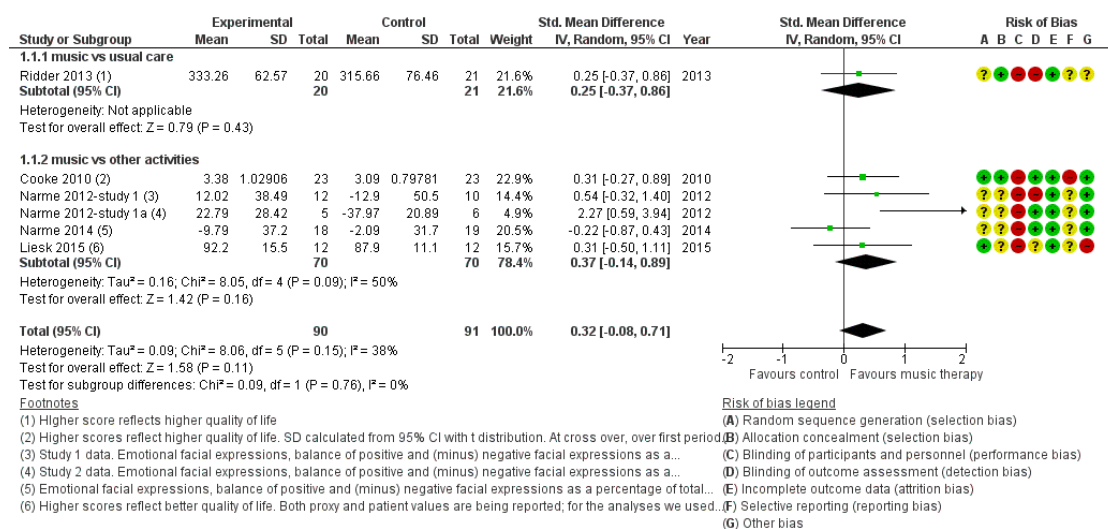 Experimental Control Std. Mean Difference Std. Mean Difference Risk of Bias
Study or Subgroup Mean SD Total Mean SD Total Weight IV, Random, 95% CI Year IV, Random, 95% CI A B C D E F G
1.1.1 music vs usual care
Ridder 2013 (1) 333.26 62.57 20 315.66 76.46 21 21.6% 0.25 [-0.37, 0.86] 2013 ? + - - + ? ?
Subtotal (95% CI) 20 21 21.6% 0.25 [-0.37, 0.86]
Heterogeneity: Not applicable
Test for overall effect: Z = 0.79 (P = 0.43)
1.1.2 music vs other activities
Cooke 2010 (2) 3.38 1.02906 23 3.09 0.79781 23 22.9% 0.31 [-0.27, 0.89] 2010 + + - + + - +
Narme 2012-study 1 (3) 12.02 38.49 12 -12.9 50.5 10 14.4% 0.54 [-0.32, 1.40] 2012 ? ? - - + ? +
Narme 2012-study 1a (4) 22.79 28.42 5 -37.97 20.89 6 4.9% 2.27 [0.59, 3.94] 2012 ? ? - + + ? +
Narme 2014 (5) -9.79 37.2 18 -2.09 31.7 19 20.5% -0.22 [-0.87, 0.43] 2014 ? ? - + + ? +
Liesk 2015 (6) 92.2 15.5 12 87.9 11.1 12 15.7% 0.31 [-0.50, 1.11] 2015 + ? - ? + ? -
Subtotal (95% CI) 70 70 78.4% 0.37 [-0.14, 0.89]
Heterogeneity: Tau² = 0.16; Chi² = 8.05, df = 4 (P = 0.09); I² = 50%
Test for overall effect: Z = 1.42 (P = 0.16)
Total (95% CI) 90 91 100.0% 0.32 [-0.08, 0.71]
Heterogeneity: Tau² = 0.09; Chi² = 8.06, df = 5 (P = 0.15); I² = 38%
Test for overall effect: Z = 1.58 (P = 0.11)
Test for subgroup differences: Chi² = 0.09, df = 1 (P = 0.76), I² = 0%
-2 -1 0 1 2
Favours control Favours music therapy
Footnotes
(1) Higher score reflects higher quality of life
(2) Higher scores reflect higher quality of life. SD calculated from 95% CI with t distribution. At cross over, over first period...
(3) Study 1 data. Emotional facial expressions, balance of positive and (minus) negative facial expressions as a...
(4) Study 2 data. Emotional facial expressions, balance of positive and (minus) negative facial expressions as a...
(5) Emotional facial expressions, balance of positive and (minus) negative facial expressions as a percentage of total...
(6) Higher scores reflect better quality of life. Both proxy and patient values are being reported; for the analyses we used...
Risk of bias legend
(A) Random sequence generation (selection bias)
(B) Allocation concealment (selection bias)
(C) Blinding of participants and personnel (performance bias)
(D) Blinding of outcome assessment (detection bias)
(E) Incomplete outcome data (attrition bias)
(F) Selective reporting (reporting bias)
(G) Other bias